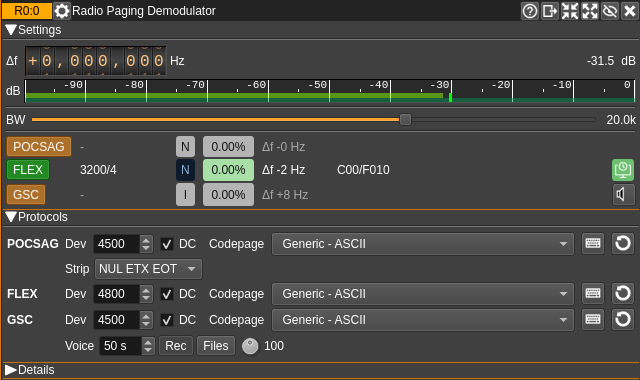 R0:0 Radio Paging Demodulator
Settings
Δf +0,000,000 Hz -31.5 dB
dB -90 -80 -70 -60 -50 -40 -30 -20 -10 0
BW 20.0k
POCSAG - N 0.00% Δf -0 Hz
FLEX 3200/4 N 0.00% Δf -2 Hz C00/F010
GSC - I 0.00% Δf +8 Hz
Protocols
POCSAG Dev 4500 DC Codepage Generic - ASCII
Strip NUL ETX EOT
FLEX Dev 4800 DC Codepage Generic - ASCII
GSC Dev 4500 DC Codepage Generic - ASCII
Voice 50 s Rec Files 100
Details